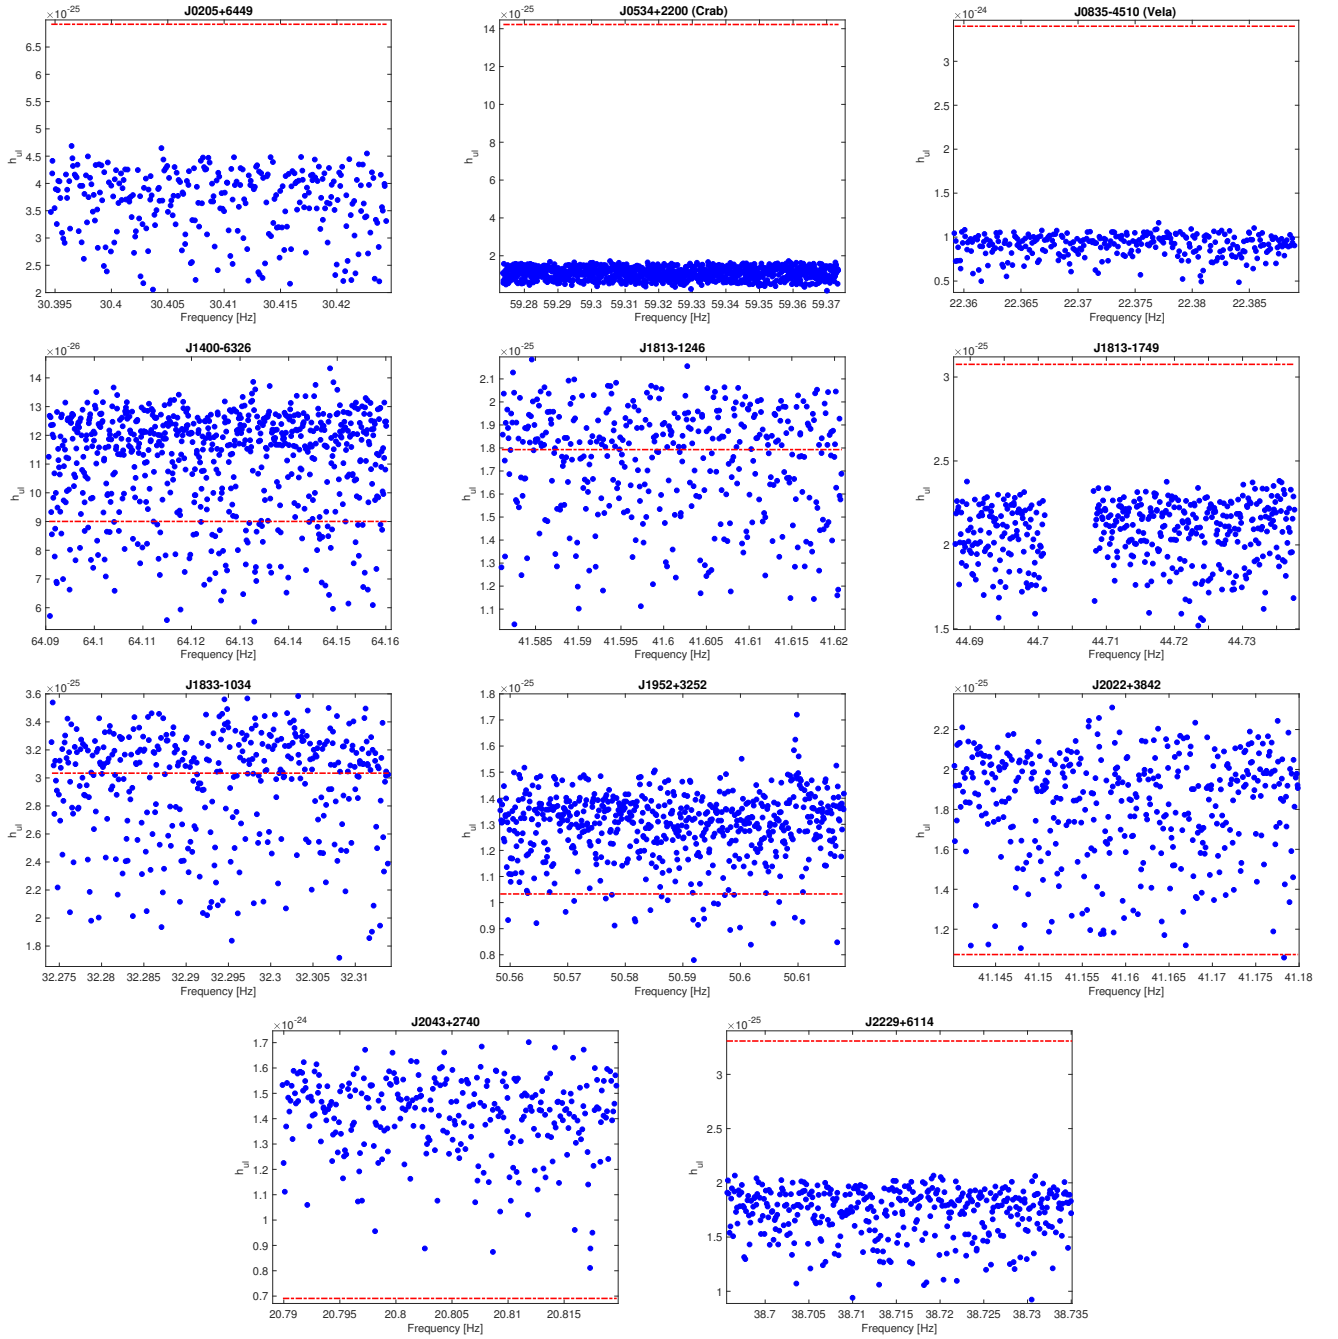 J0205+6449
×10⁻²⁵
6.5
6
5.5
5
4.5
4
3.5
3
2.5
2
h_ul
30.395 30.4 30.405 30.41 30.415 30.42
Frequency [Hz]
J0534+2200 (Crab)
×10⁻²⁵
14
12
10
8
6
4
2
h_ul
59.28 59.29 59.3 59.31 59.32 59.33 59.34 59.35 59.36 59.37
Frequency [Hz]
J0835-4510 (Vela)
×10⁻²⁴
3
2.5
2
1.5
1
0.5
h_ul
22.36 22.365 22.37 22.375 22.38 22.385
Frequency [Hz]
J1400-6326
×10⁻²⁶
14
13
12
11
10
9
8
7
6
h_ul
64.09 64.1 64.11 64.12 64.13 64.14 64.15 64.16
Frequency [Hz]
J1813-1246
×10⁻²⁵
2.1
2
1.9
1.8
1.7
1.6
1.5
1.4
1.3
1.2
1.1
h_ul
41.585 41.59 41.595 41.6 41.605 41.61 41.615 41.62
Frequency [Hz]
J1813-1749
×10⁻²⁵
3
2.5
2
1.5
h_ul
44.69 44.7 44.71 44.72 44.73
Frequency [Hz]
J1833-1034
×10⁻²⁵
3.6
3.4
3.2
3
2.8
2.6
2.4
2.2
2
1.8
h_ul
32.275 32.28 32.285 32.29 32.295 32.3 32.305 32.31
Frequency [Hz]
J1952+3252
×10⁻²⁵
1.8
1.7
1.6
1.5
1.4
1.3
1.2
1.1
1
0.9
0.8
h_ul
50.56 50.57 50.58 50.59 50.6 50.61
Frequency [Hz]
J2022+3842
×10⁻²⁵
2.2
2
1.8
1.6
1.4
1.2
h_ul
41.145 41.15 41.155 41.16 41.165 41.17 41.175 41.18
Frequency [Hz]
J2043+2740
×10⁻²⁴
1.7
1.6
1.5
1.4
1.3
1.2
1.1
1
0.9
0.8
0.7
h_ul
20.79 20.795 20.8 20.805 20.81 20.815
Frequency [Hz]
J2229+6114
×10⁻²⁵
3
2.5
2
1.5
1
h_ul
38.7 38.705 38.71 38.715 38.72 38.725 38.73 38.735
Frequency [Hz]